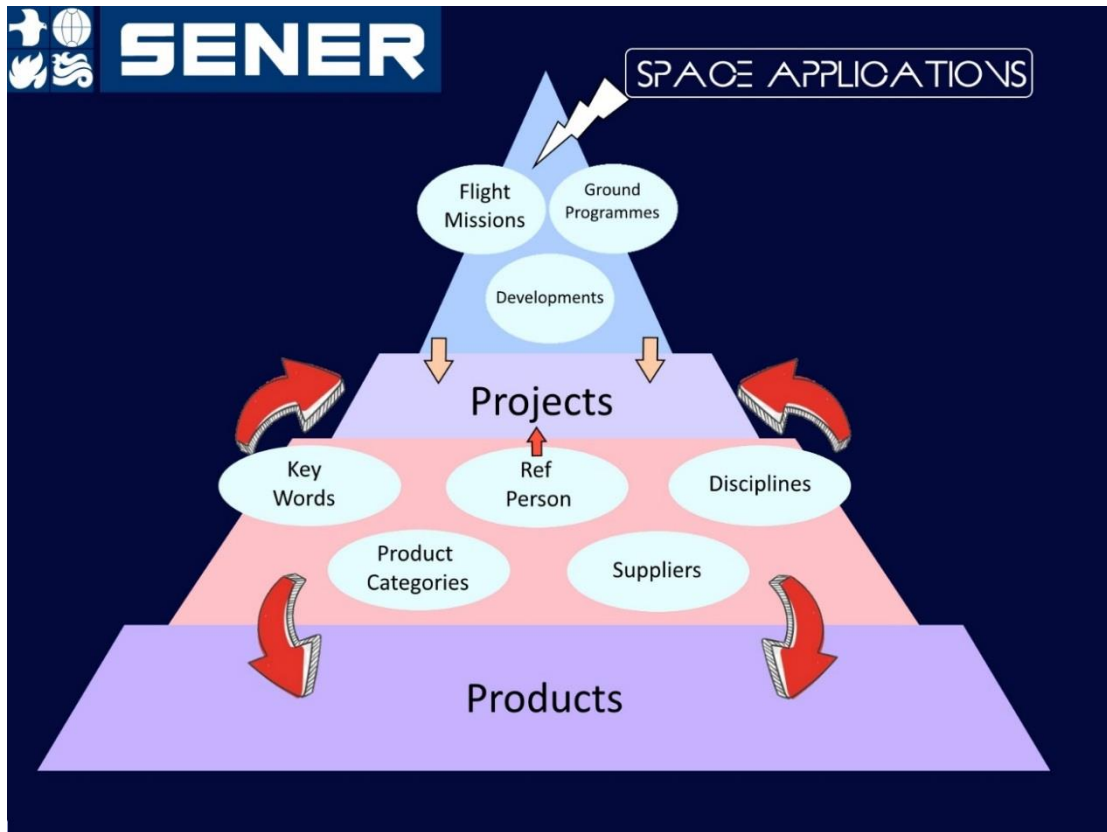 SENER
SPACE APPLICATIONS
Flight
Missions
Ground
Programmes
Developments
Projects
Key
Words
Ref
Person
Disciplines
Product
Categories
Suppliers
Products